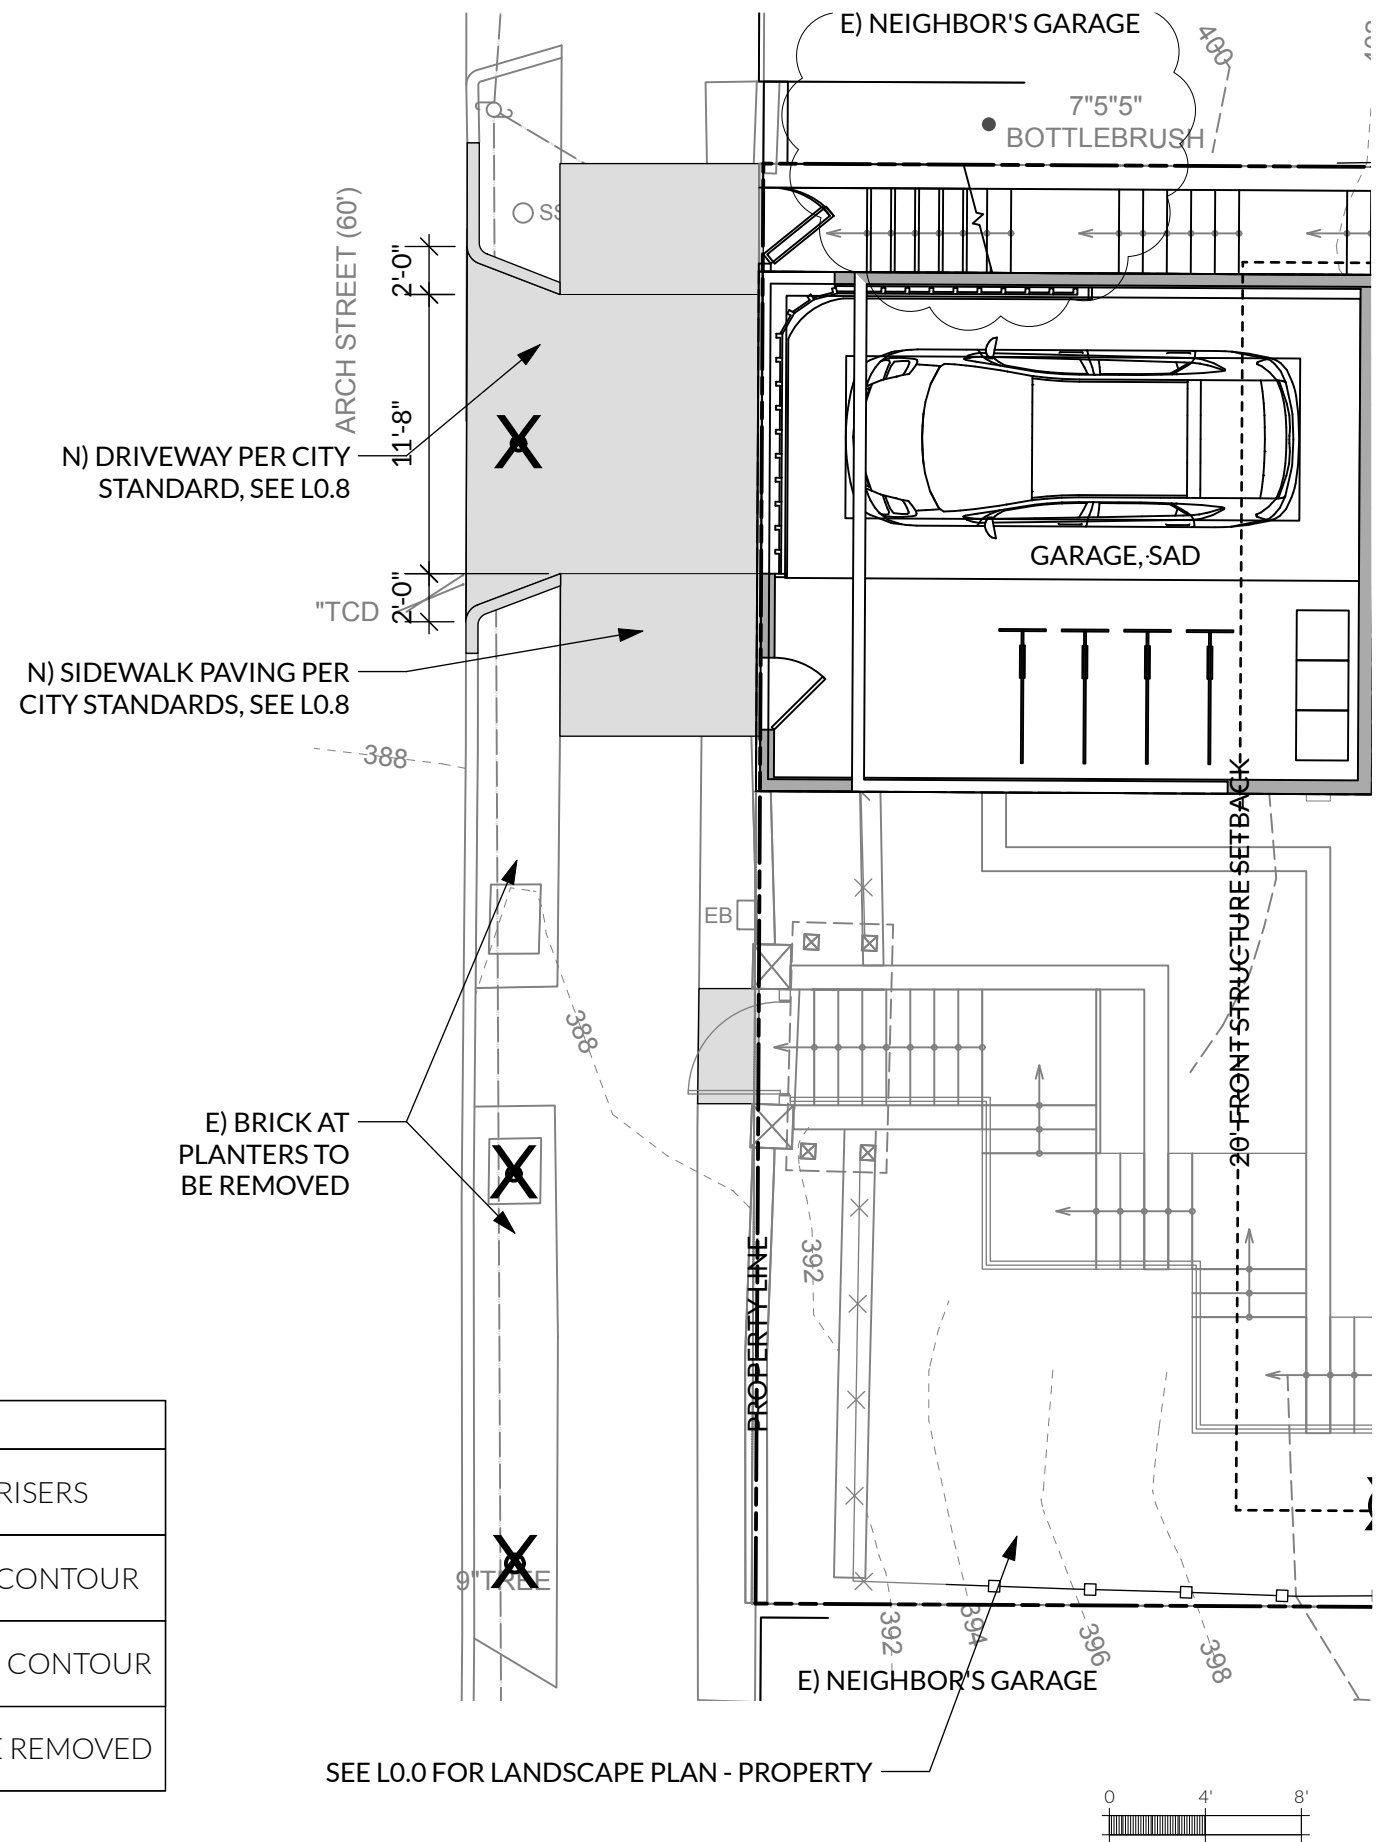 E) NEIGHBOR'S GARAGE
400
7"5"5"
BOTTLEBRUSH
ARCH STREET (60')
2'-0"
11'-8"
2'-0"
N) DRIVEWAY PER CITY
STANDARD, SEE L0.8
GARAGE, SAD
"TCD
N) SIDEWALK PAVING PER
CITY STANDARDS, SEE L0.8
388
20' FRONT STRUCTURE SETBACK
EB
388
E) BRICK AT
PLANTERS TO
BE REMOVED
392
PROPERTY LINE
RISERS
CONTOUR
CONTOUR
REMOVED
9"TREE
392
394
396
398
E) NEIGHBOR'S GARAGE
SEE L0.0 FOR LANDSCAPE PLAN - PROPERTY
0 4' 8'